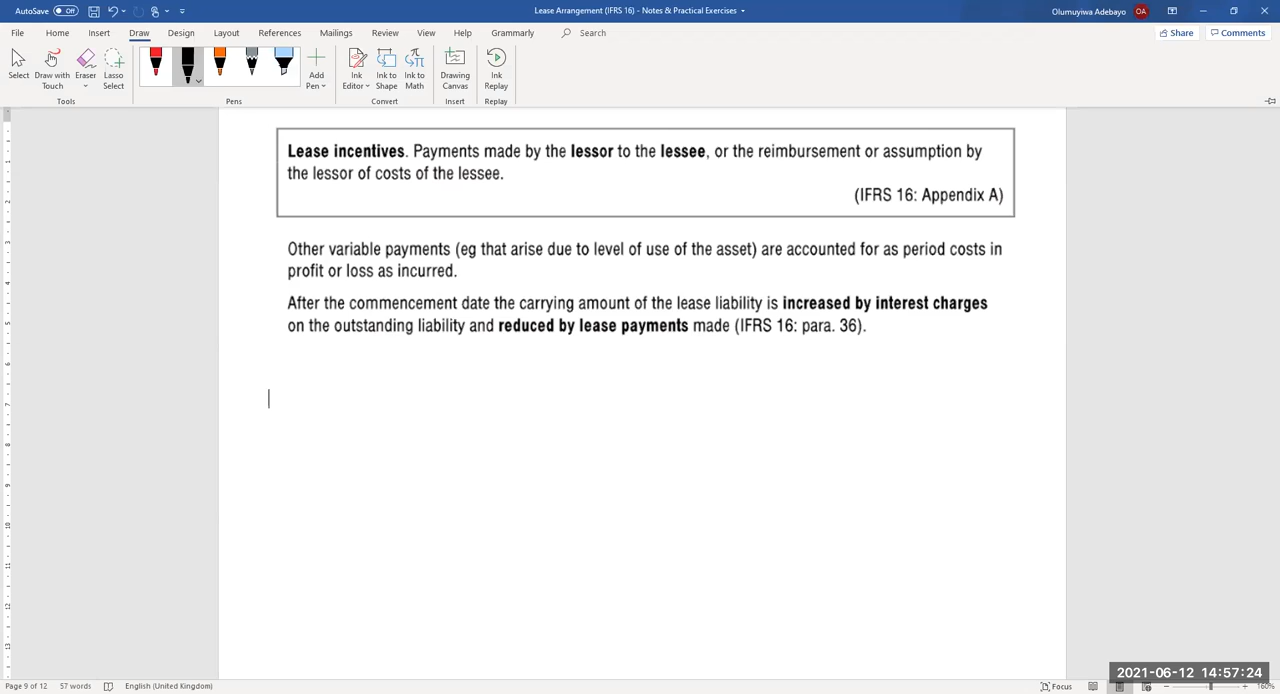 AutoSave Off
Lease Arrangement (IFRS 16) - Notes & Practical Exercises
Olumuyiwa Adebayo OA
File Home Insert Draw Design Layout References Mailings Review View Help Grammarly Search
Share Comments
Select Draw with Touch Eraser Lasso Select Add Pen Ink Editor Ink to Shape Ink to Math Drawing Canvas Ink Replay
Tools Pens Convert Insert Replay
Lease incentives. Payments made by the lessor to the lessee, or the reimbursement or assumption by
the lessor of costs of the lessee.
(IFRS 16: Appendix A)
Other variable payments (eg that arise due to level of use of the asset) are accounted for as period costs in
profit or loss as incurred.
After the commencement date the carrying amount of the lease liability is increased by interest charges
on the outstanding liability and reduced by lease payments made (IFRS 16: para. 36).
2021-06-12 14:57:24
Page 9 of 12 57 words English (United Kingdom) Focus 160%